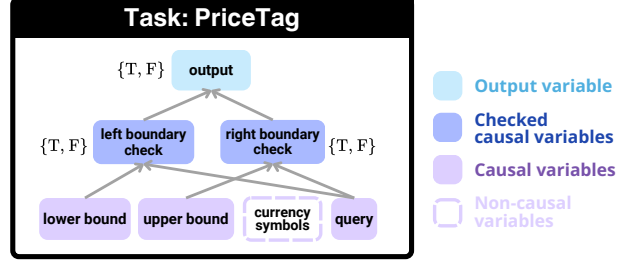 Task: PriceTag
{T, F}
output
Output variable
{T, F}
left boundary
check
right boundary
check
{T, F}
Checked
causal variables
lower bound
upper bound
currency
symbols
query
Causal variables
Non-causal
variables